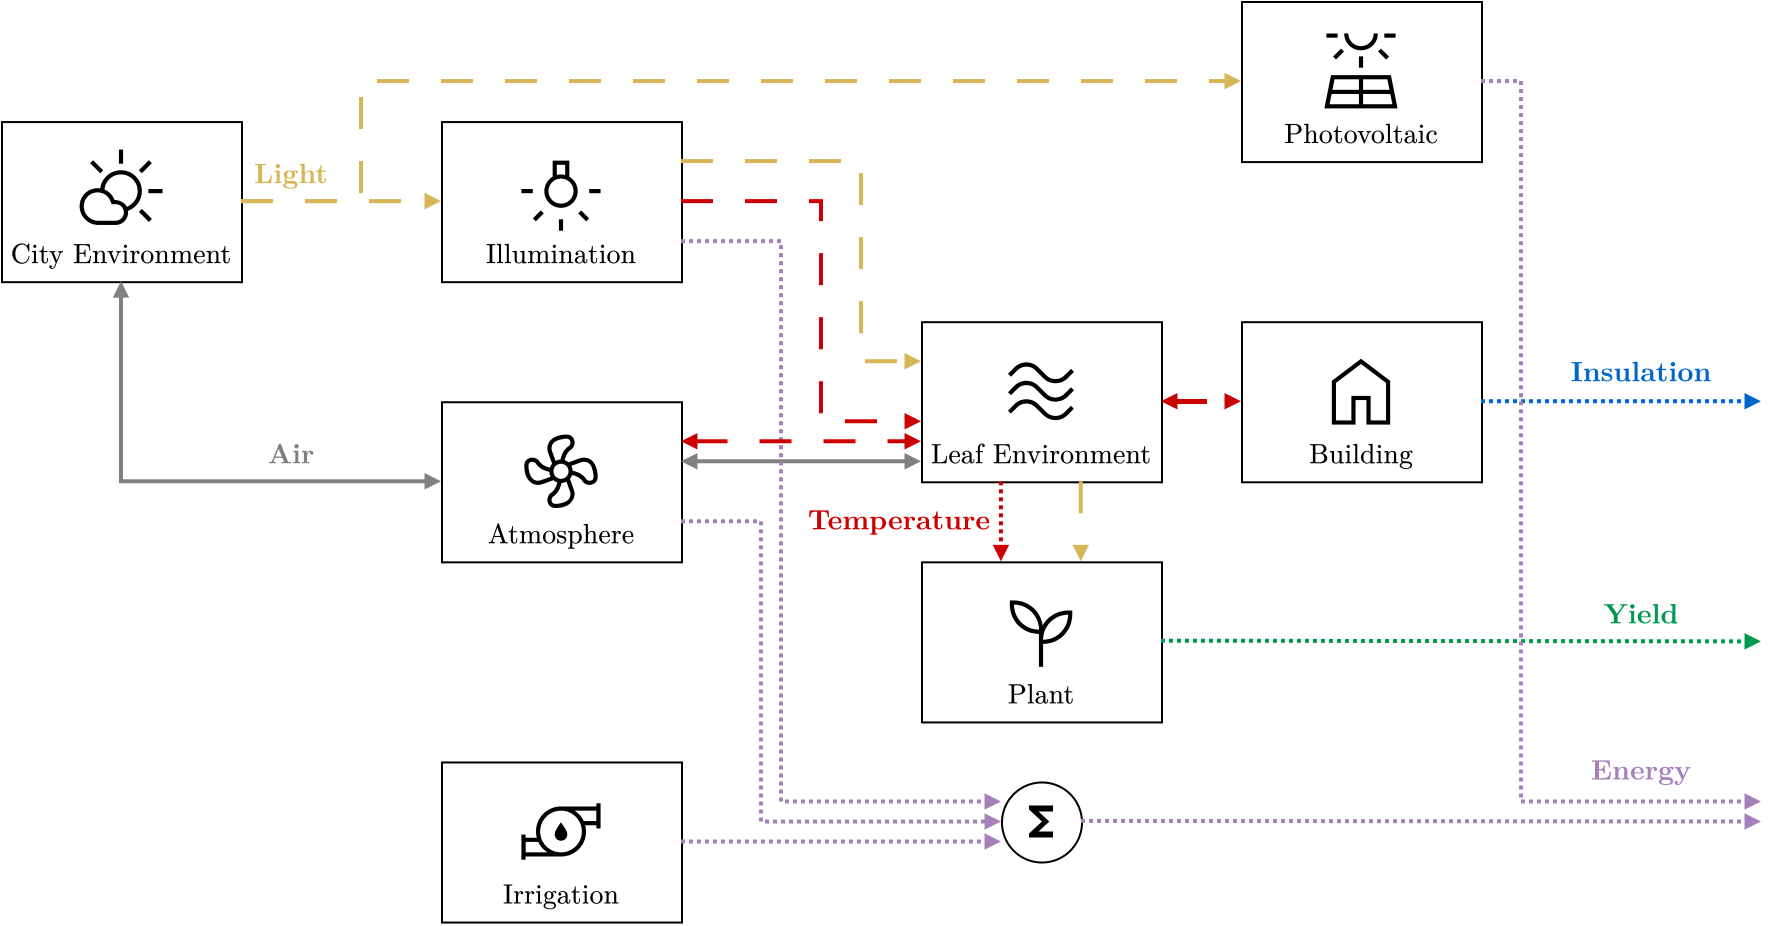 Photovoltaic
Light
City Environment
Illumination
Insulation
Air
Leaf Environment
Building
Temperature
Atmosphere
Yield
Plant
Energy
Σ
Irrigation